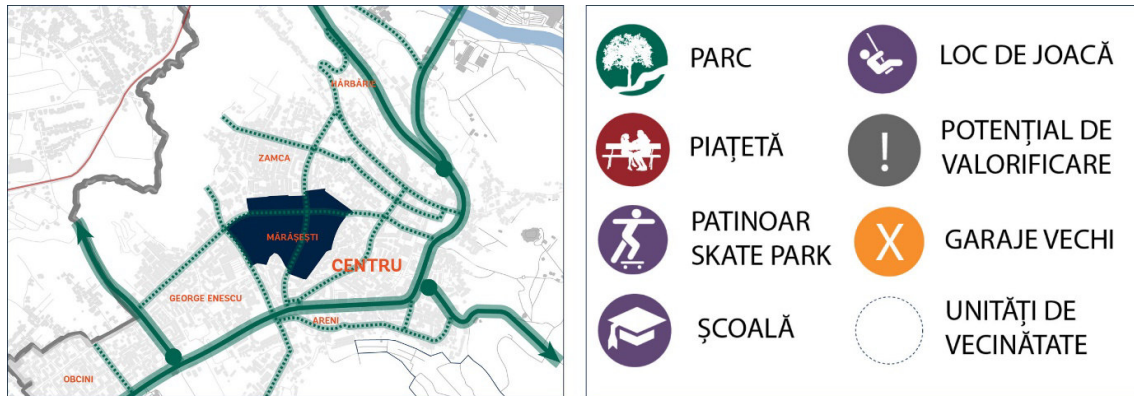 BĂRBĂRIE
ZAMCA
MĂRĂȘEȘTI
CENTRU
GEORGE ENESCU
ARENI
OBCINI
PARC
PIAȚETĂ
PATINOAR
SKATE PARK
ȘCOALĂ
LOC DE JOACĂ
!
POTENȚIAL DE
VALORIFICARE
X
GARAJE VECHI
UNITĂȚI DE
VECINĂTATE